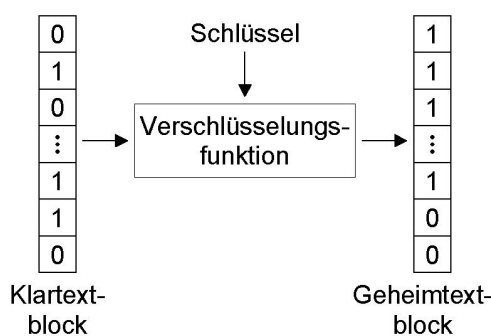 0
1
0
⋮
1
1
0
Klartext-
block
Schlüssel
Verschlüsselungs-
funktion
1
1
1
⋮
1
0
0
Geheimtext-
block